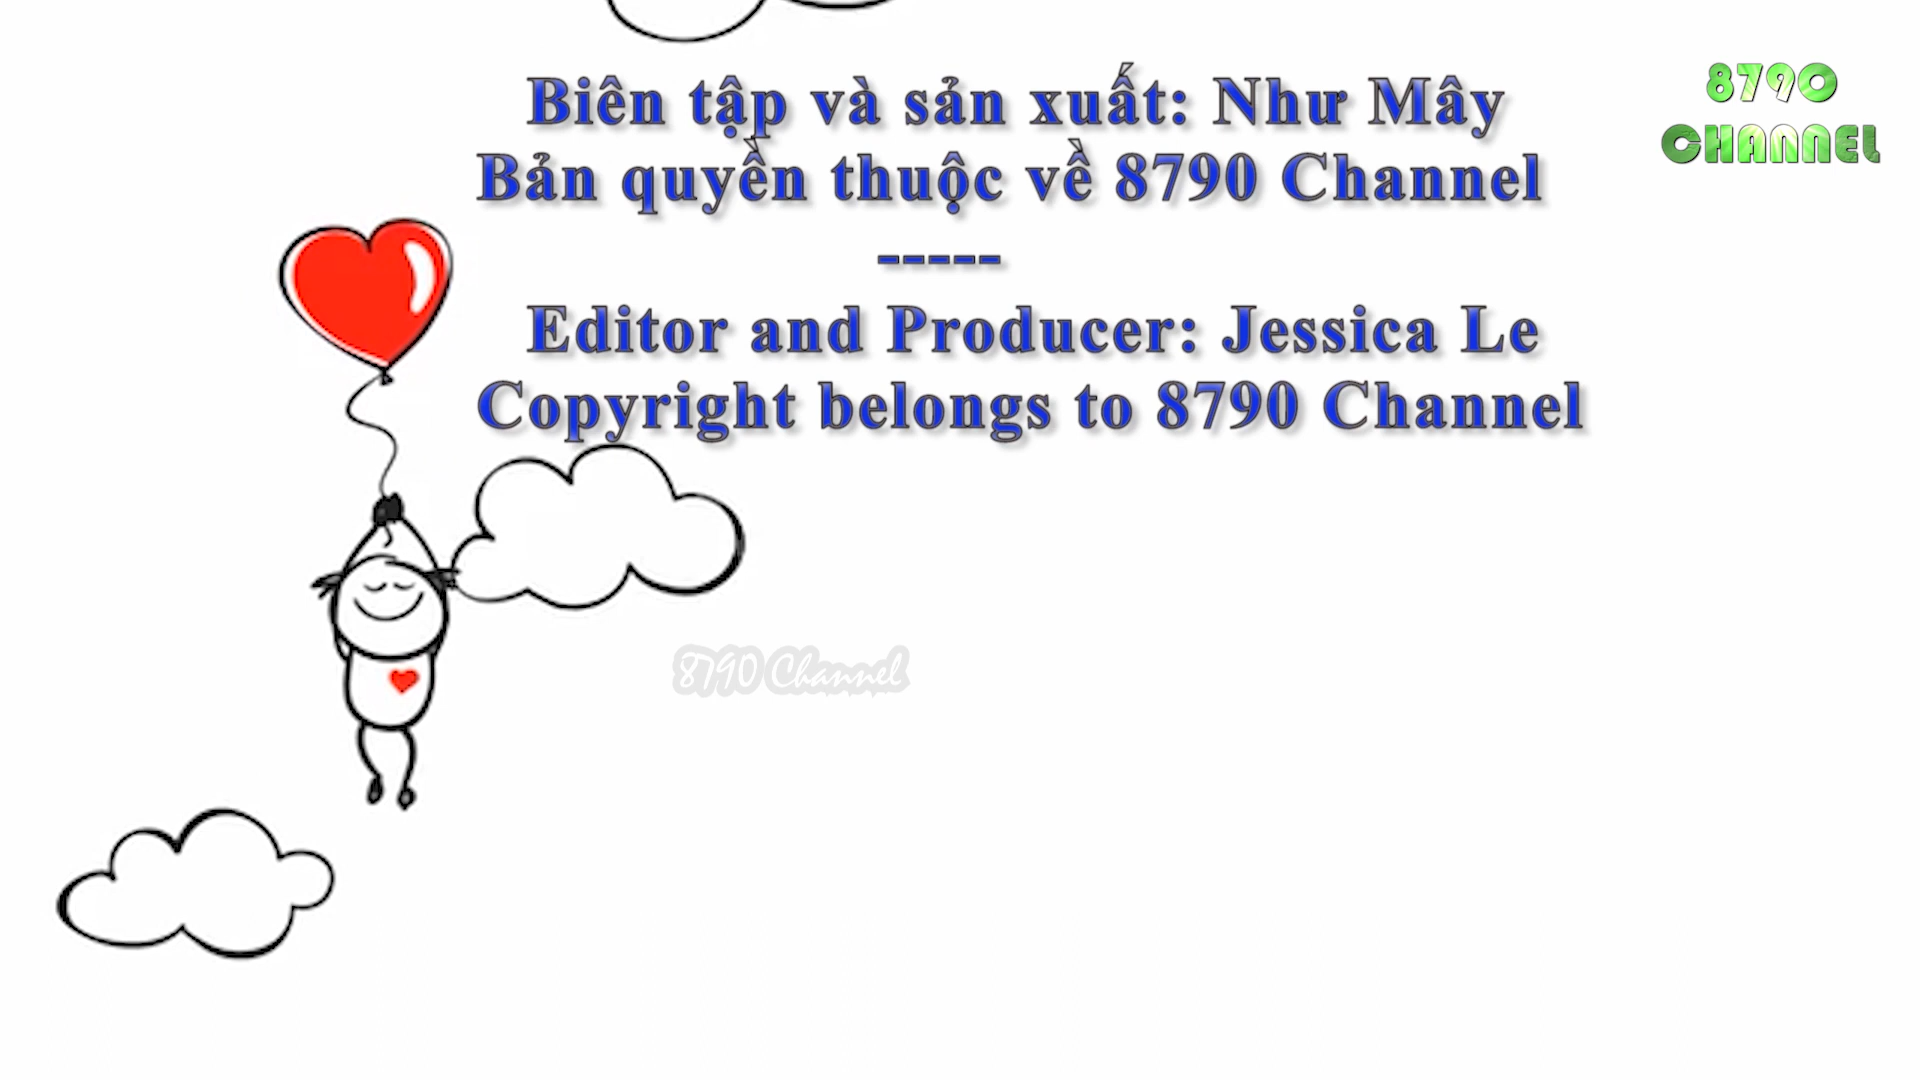 Biên tập và sản xuất: Như Mây
Bản quyền thuộc về 8790 Channel
-----
Editor and Producer: Jessica Le
Copyright belongs to 8790 Channel
8790
CHANNEL
8790 Channel